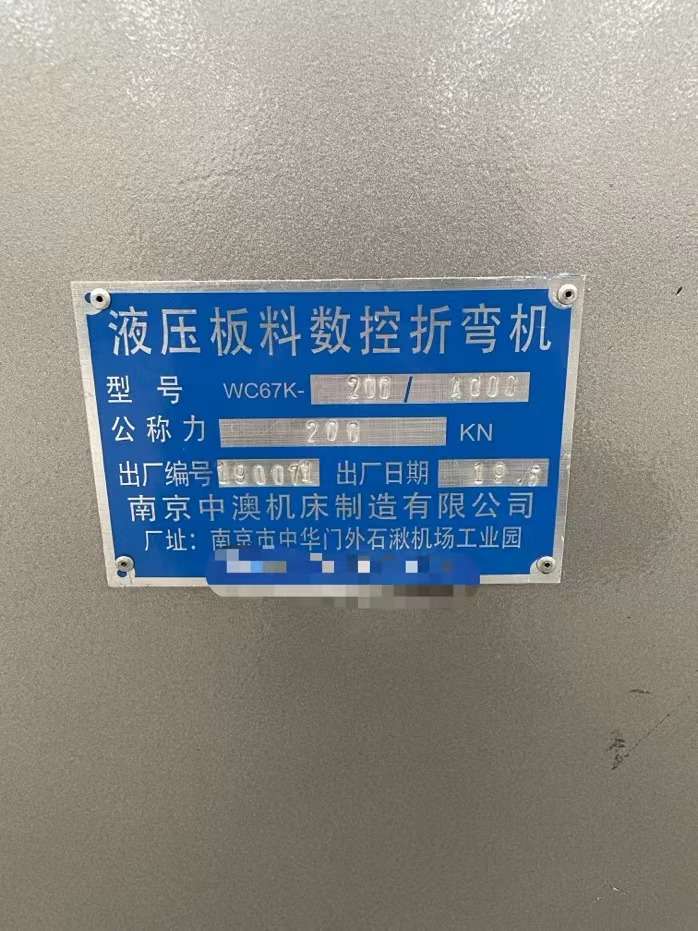 液压板料数控折弯机
型号 WC67K- 200 / 4000
公称力 200 KN
出厂编号 190071 出厂日期 19.6
南京中澳机床制造有限公司
厂址：南京市中华门外石湫机场工业园